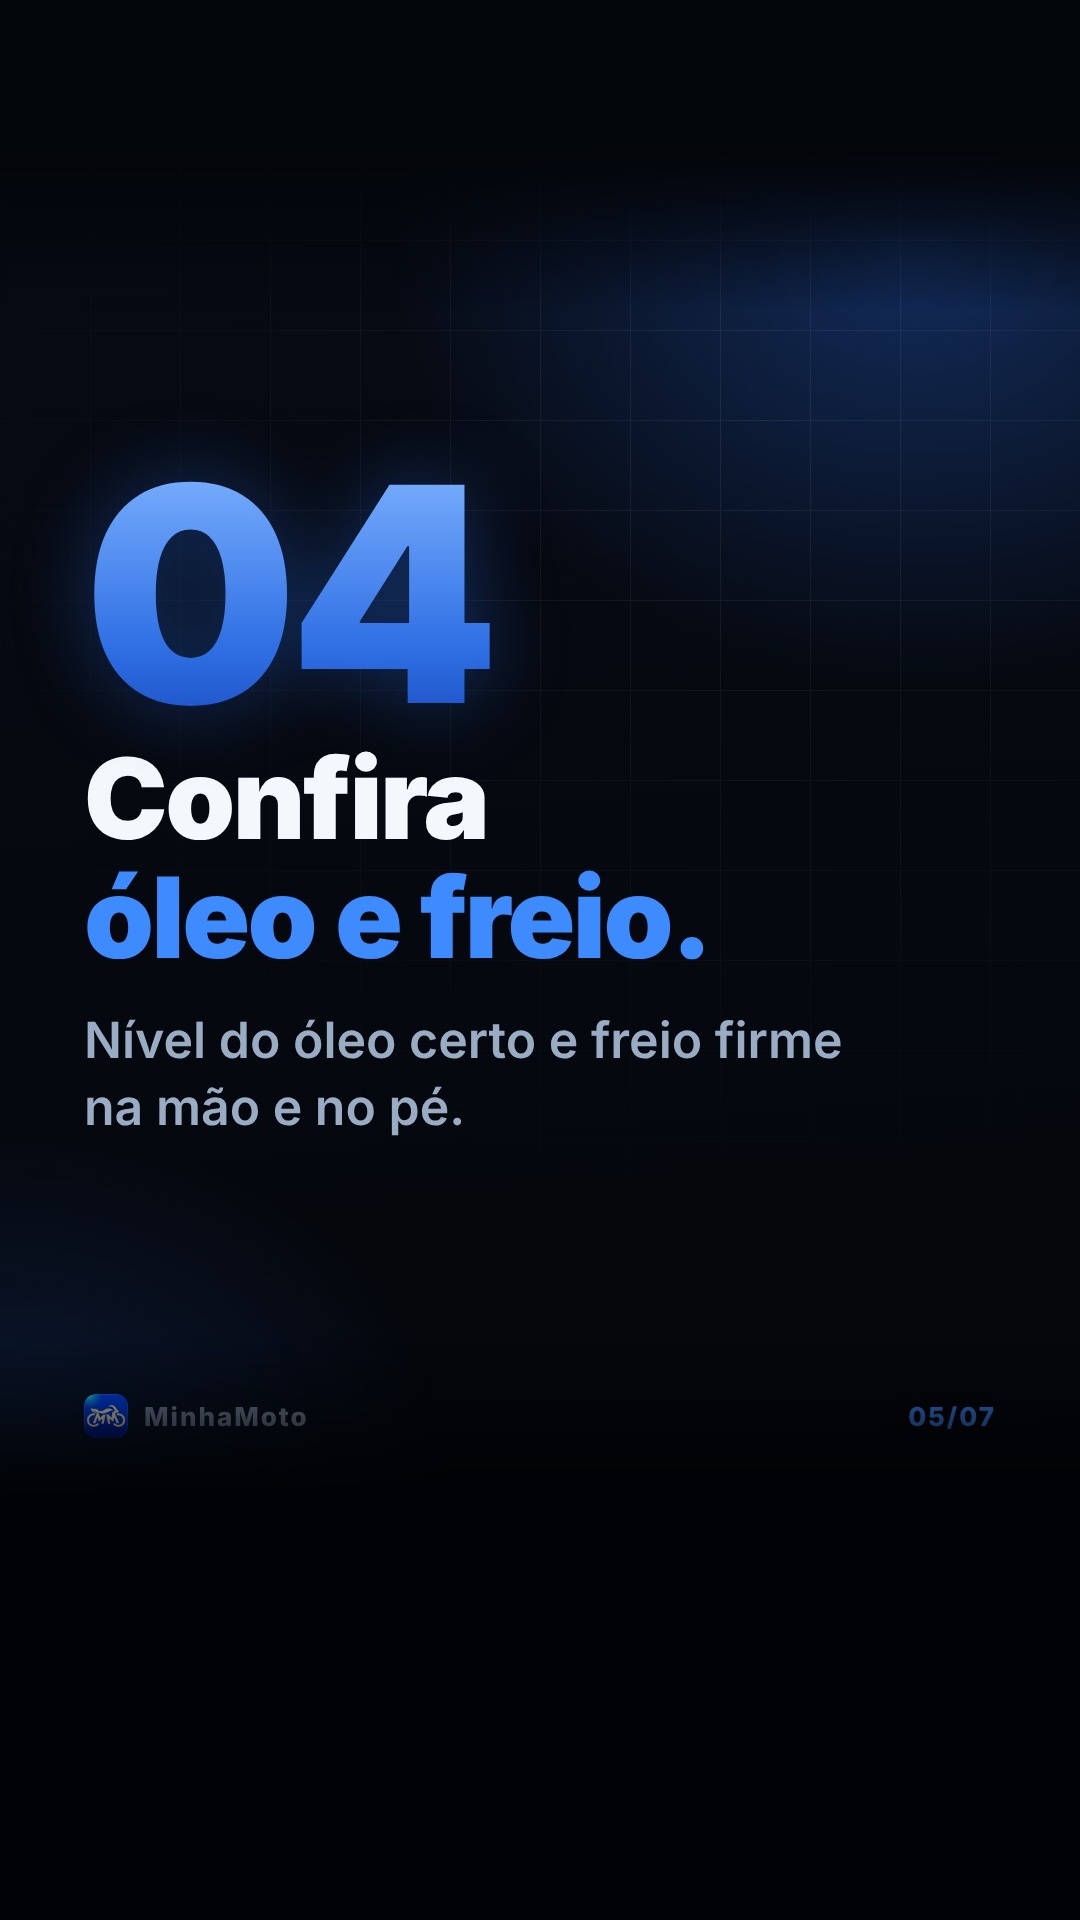 04
Confira
óleo e freio.
Nível do óleo certo e freio firme
na mão e no pé.
MinhaMoto
05/07